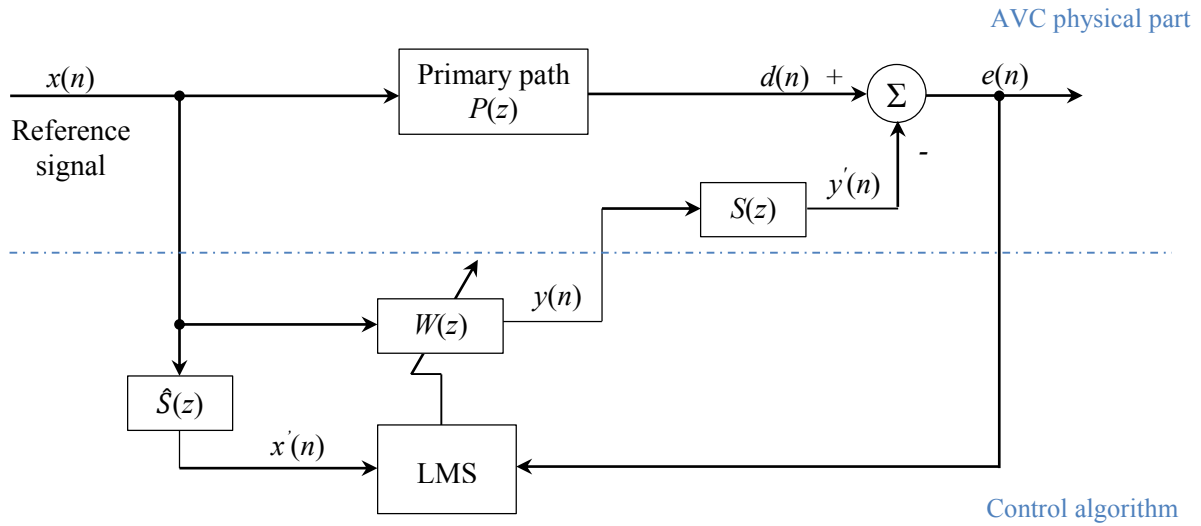 AVC physical part
x(n)
Primary path
P(z)
d(n) +
Σ
e(n)
Reference
signal
-
S(z)
y'(n)
W(z)
y(n)
Ŝ(z)
x'(n)
LMS
Control algorithm